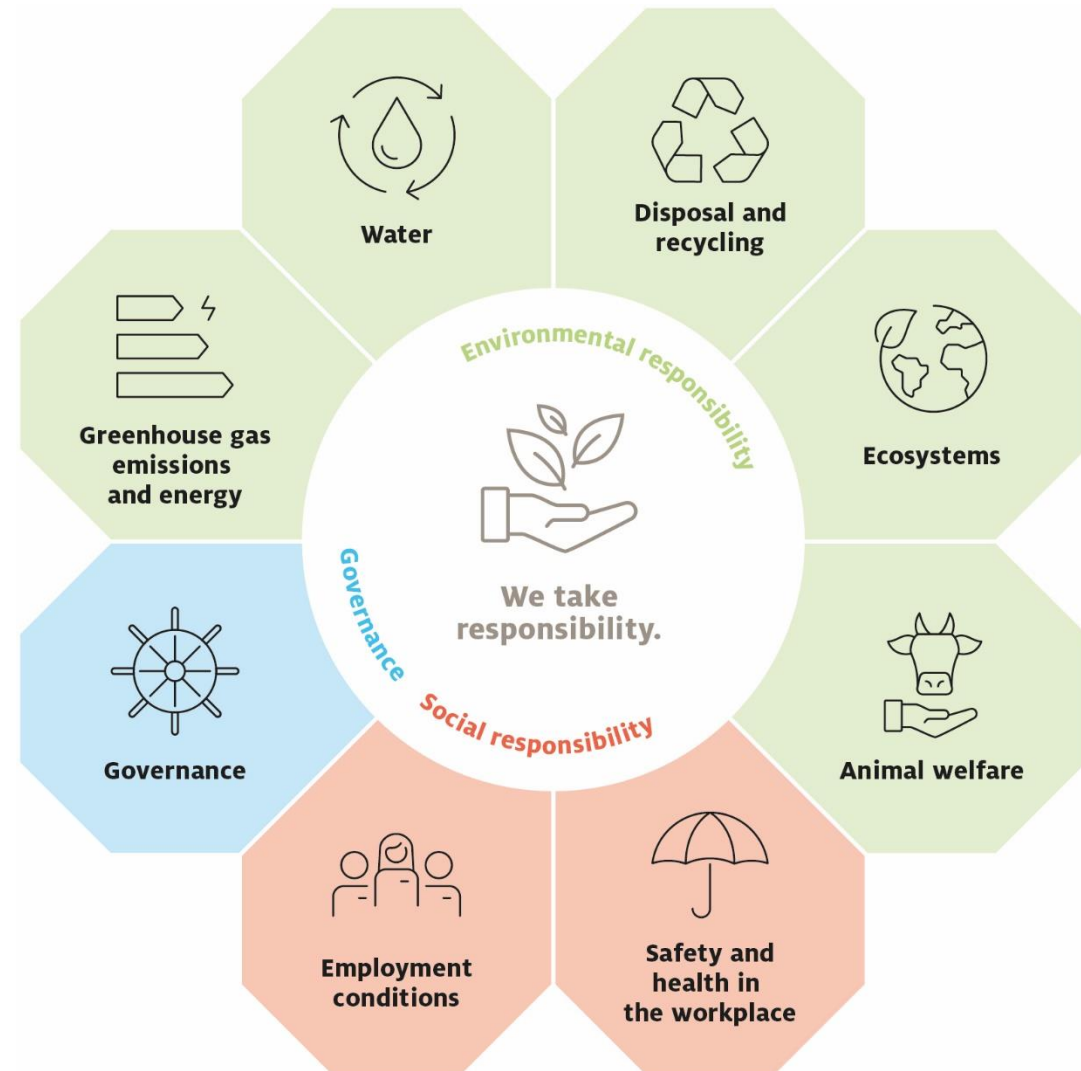 Water
Disposal and
recycling
Greenhouse gas
emissions
and energy
Environmental responsibility
Ecosystems
We take
responsibility.
Governance
Social responsibility
Governance
Animal welfare
Employment
conditions
Safety and
health in
the workplace